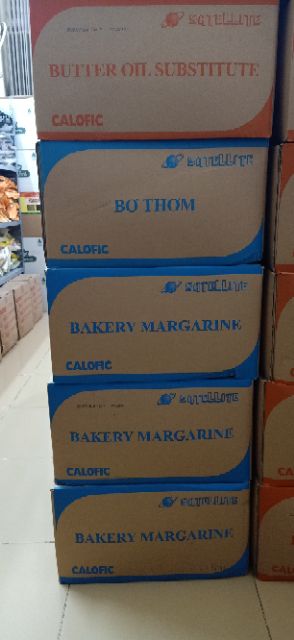 SATELLITE
BUTTER OIL SUBSTITUTE
CALOFIC
SATELLITE
BO THOM
CALOFIC
SATELLITE
BAKERY MARGARINE
CALOFIC
SATELLITE
BAKERY MARGARINE
CALOFIC
SATELLITE
BAKERY MARGARINE
CALOFIC